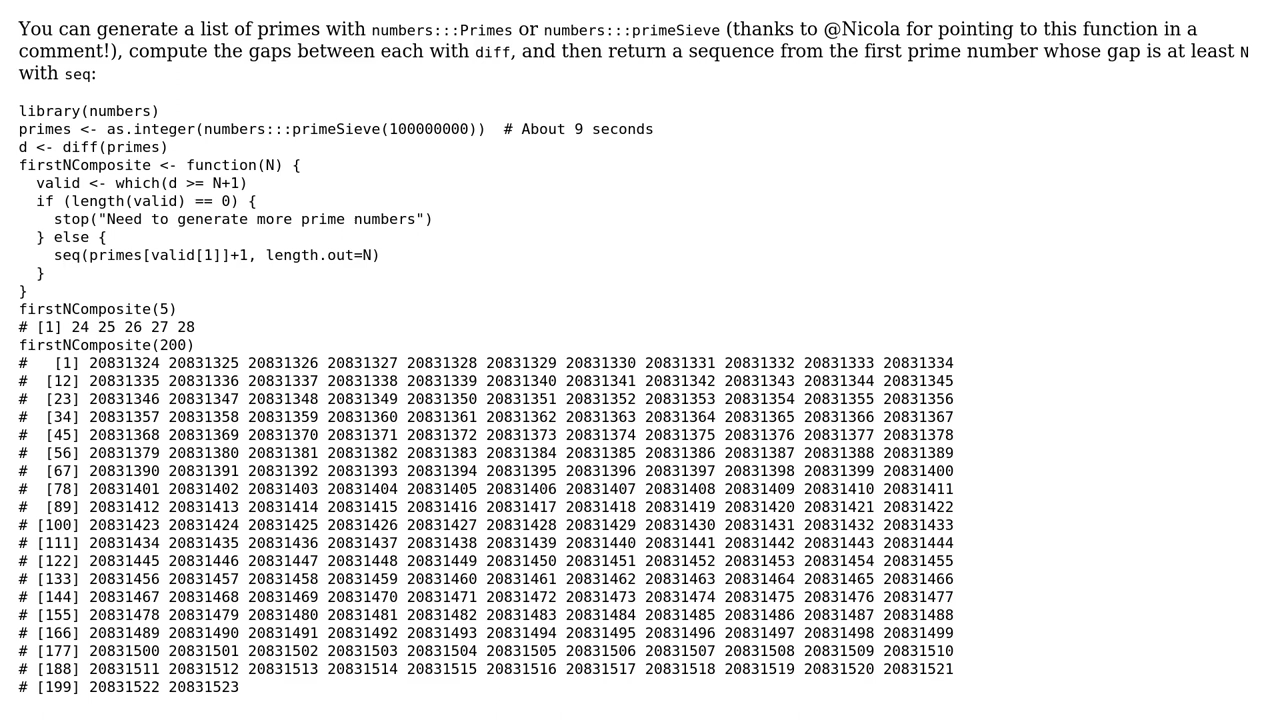 You can generate a list of primes with numbers:::Primes or numbers:::primeSieve (thanks to @Nicola for pointing to this function in a
comment!), compute the gaps between each with diff, and then return a sequence from the first prime number whose gap is at least N
with seq:
library(numbers)
primes <- as.integer(numbers:::primeSieve(100000000))  # About 9 seconds
d <- diff(primes)
firstNComposite <- function(N) {
  valid <- which(d >= N+1)
  if (length(valid) == 0) {
    stop("Need to generate more prime numbers")
  } else {
    seq(primes[valid[1]]+1, length.out=N)
  }
}
firstNComposite(5)
# [1] 24 25 26 27 28
firstNComposite(200)
#   [1] 20831324 20831325 20831326 20831327 20831328 20831329 20831330 20831331 20831332 20831333 20831334
#  [12] 20831335 20831336 20831337 20831338 20831339 20831340 20831341 20831342 20831343 20831344 20831345
#  [23] 20831346 20831347 20831348 20831349 20831350 20831351 20831352 20831353 20831354 20831355 20831356
#  [34] 20831357 20831358 20831359 20831360 20831361 20831362 20831363 20831364 20831365 20831366 20831367
#  [45] 20831368 20831369 20831370 20831371 20831372 20831373 20831374 20831375 20831376 20831377 20831378
#  [56] 20831379 20831380 20831381 20831382 20831383 20831384 20831385 20831386 20831387 20831388 20831389
#  [67] 20831390 20831391 20831392 20831393 20831394 20831395 20831396 20831397 20831398 20831399 20831400
#  [78] 20831401 20831402 20831403 20831404 20831405 20831406 20831407 20831408 20831409 20831410 20831411
#  [89] 20831412 20831413 20831414 20831415 20831416 20831417 20831418 20831419 20831420 20831421 20831422
# [100] 20831423 20831424 20831425 20831426 20831427 20831428 20831429 20831430 20831431 20831432 20831433
# [111] 20831434 20831435 20831436 20831437 20831438 20831439 20831440 20831441 20831442 20831443 20831444
# [122] 20831445 20831446 20831447 20831448 20831449 20831450 20831451 20831452 20831453 20831454 20831455
# [133] 20831456 20831457 20831458 20831459 20831460 20831461 20831462 20831463 20831464 20831465 20831466
# [144] 20831467 20831468 20831469 20831470 20831471 20831472 20831473 20831474 20831475 20831476 20831477
# [155] 20831478 20831479 20831480 20831481 20831482 20831483 20831484 20831485 20831486 20831487 20831488
# [166] 20831489 20831490 20831491 20831492 20831493 20831494 20831495 20831496 20831497 20831498 20831499
# [177] 20831500 20831501 20831502 20831503 20831504 20831505 20831506 20831507 20831508 20831509 20831510
# [188] 20831511 20831512 20831513 20831514 20831515 20831516 20831517 20831518 20831519 20831520 20831521
# [199] 20831522 20831523